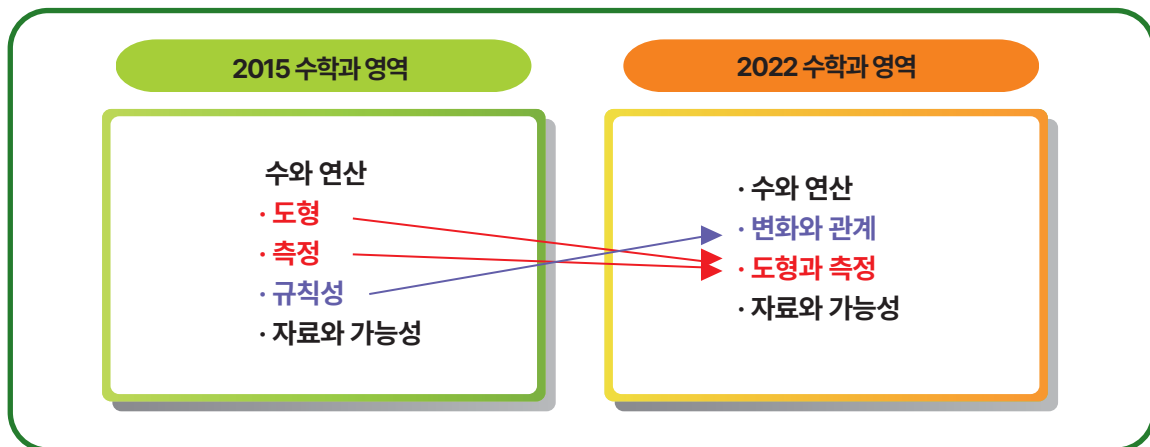 2015 수학과 영역
수와 연산
· 도형
· 측정
· 규칙성
· 자료와 가능성
2022 수학과 영역
· 수와 연산
· 변화와 관계
· 도형과 측정
· 자료와 가능성